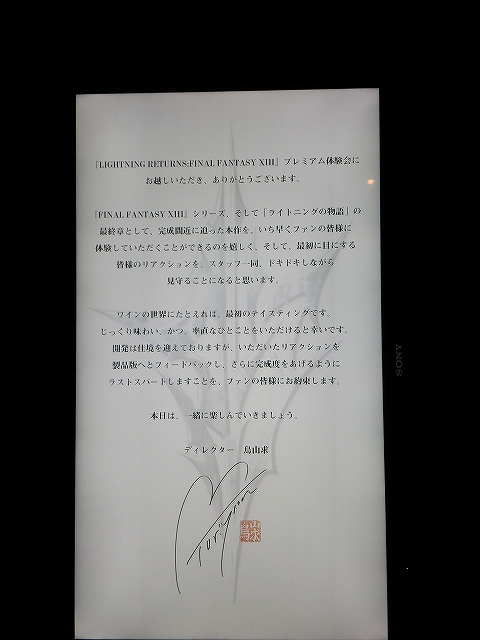 『LIGHTNING RETURNS:FINAL FANTASY XIII』プレミアム体験会に
お越しいただき、ありがとうございます。
『FINAL FANTASY XIII』シリーズ、そして「ライトニングの物語」の
最終章として、完成間近に迫った本作を、いち早くファンの皆様に
体験していただくことができるのを嬉しく、そして、最初に目にする
皆様のリアクションを、スタッフ一同、ドキドキしながら
見守ることになると思います。
ワインの世界にたとえれば、最初のテイスティングです。
じっくり味わい、かつ、率直なひとことをいただけると幸いです。
開発は佳境を迎えておりますが、いただいたリアクションを
製品版へとフィードバックし、さらに完成度をあげるように
ラストスパートしますことを、ファンの皆様にお約束します。
本日は、一緒に楽しんでいきましょう。
ディレクター 鳥山求
Toriyama
SONY